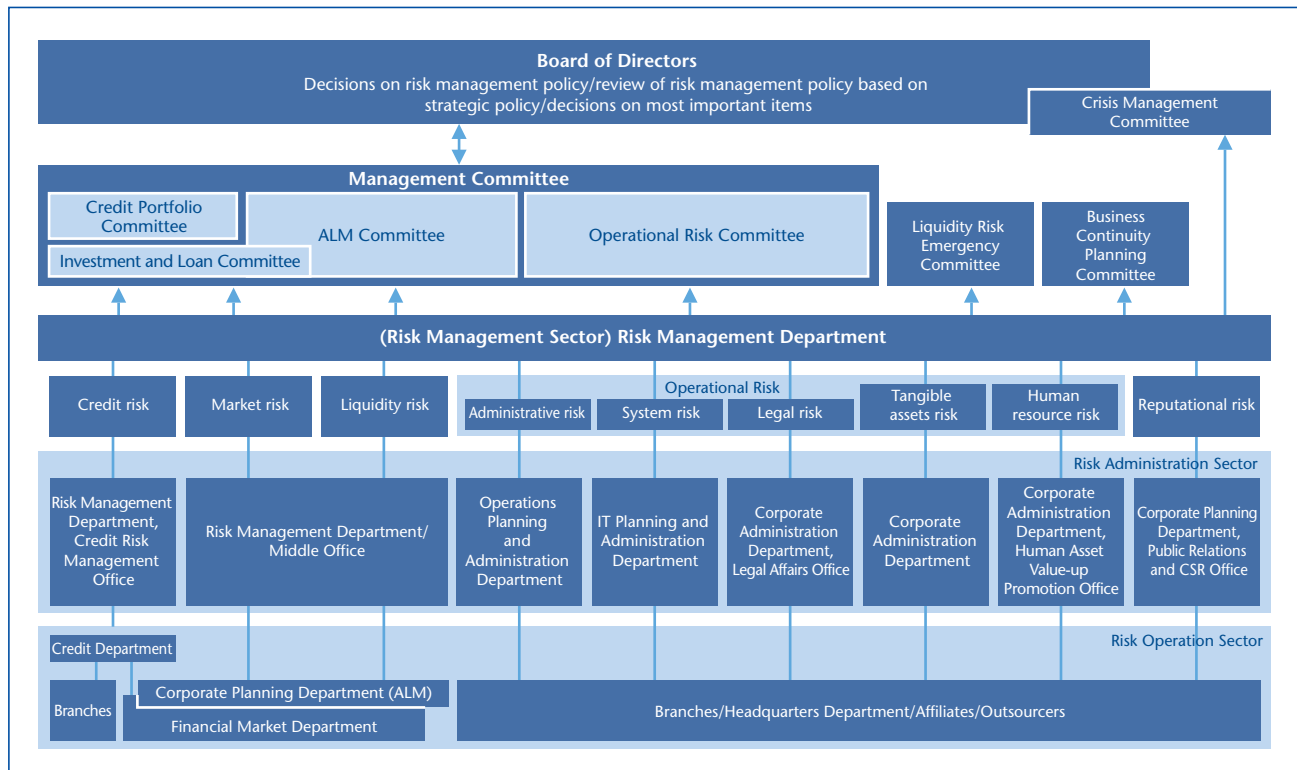 Board of Directors
Decisions on risk management policy/review of risk management policy based on
strategic policy/decisions on most important items
Crisis Management
Committee
Management Committee
Credit Portfolio
Committee
Investment and Loan Committee
ALM Committee
Operational Risk Committee
Liquidity Risk
Emergency
Committee
Business
Continuity
Planning
Committee
(Risk Management Sector) Risk Management Department
Credit risk
Market risk
Liquidity risk
Operational Risk
Administrative risk
System risk
Legal risk
Tangible
assets risk
Human
resource risk
Reputational risk
Risk Administration Sector
Risk Management
Department,
Credit Risk
Management
Office
Risk Management Department/
Middle Office
Operations
Planning
and
Administration
Department
IT Planning and
Administration
Department
Corporate
Administration
Department,
Legal Affairs Office
Corporate
Administration
Department
Corporate
Administration
Department,
Human Asset
Value-up
Promotion Office
Corporate Planning
Department,
Public Relations
and CSR Office
Risk Operation Sector
Credit Department
Branches
Corporate Planning Department (ALM)
Financial Market Department
Branches/Headquarters Department/Affiliates/Outsourcers